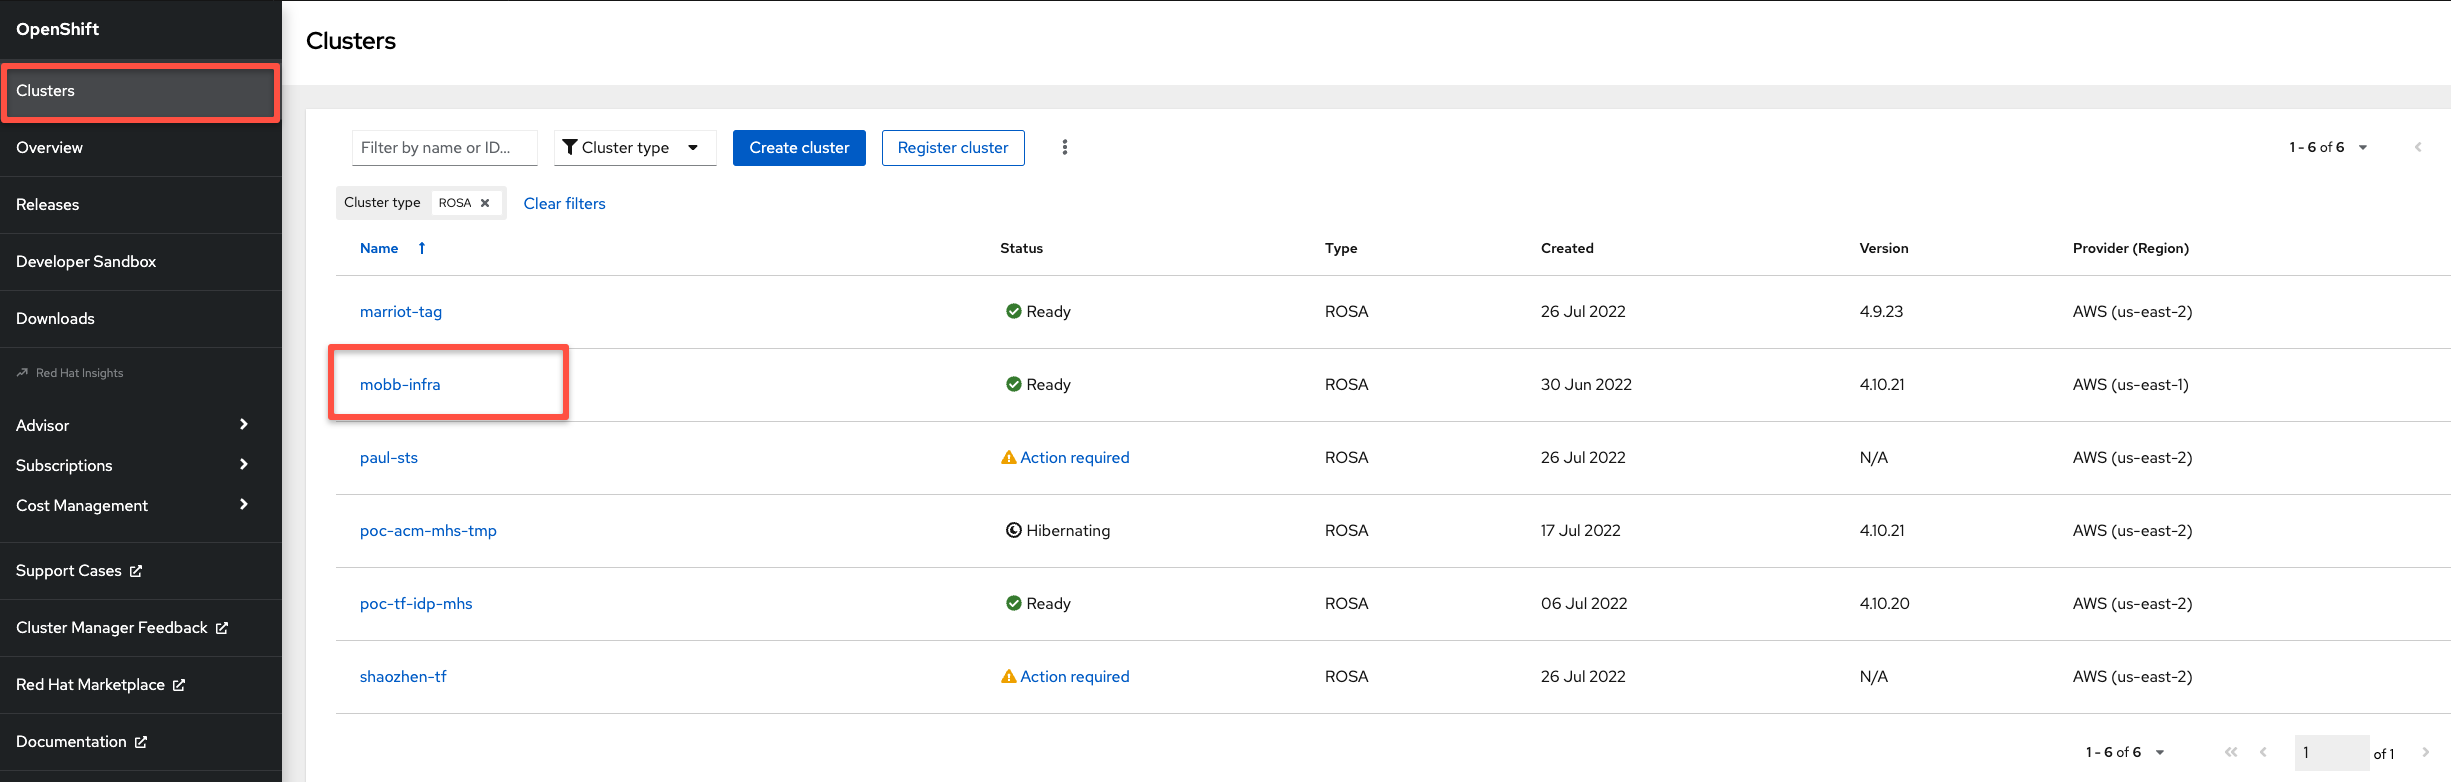 OpenShift
Clusters
Overview
Releases
Developer Sandbox
Downloads
Red Hat Insights
Advisor
Subscriptions
Cost Management
Support Cases
Cluster Manager Feedback
Red Hat Marketplace
Documentation
Clusters
Filter by name or ID... Cluster type Create cluster Register cluster 1 - 6 of 6
Cluster type ROSA Clear filters
Name Status Type Created Version Provider (Region)
marriot-tag Ready ROSA 26 Jul 2022 4.9.23 AWS (us-east-2)
mobb-infra Ready ROSA 30 Jun 2022 4.10.21 AWS (us-east-1)
paul-sts Action required ROSA 26 Jul 2022 N/A AWS (us-east-2)
poc-acm-mhs-tmp Hibernating ROSA 17 Jul 2022 4.10.21 AWS (us-east-2)
poc-tf-idp-mhs Ready ROSA 06 Jul 2022 4.10.20 AWS (us-east-2)
shaozhen-tf Action required ROSA 26 Jul 2022 N/A AWS (us-east-2)
1 - 6 of 6 1 of 1